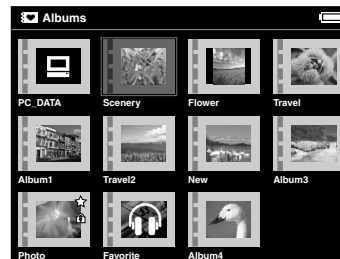 Albums
PC_DATA Scenery Flower Travel
Album1 Travel2 New Album3
Photo Favorite Album4